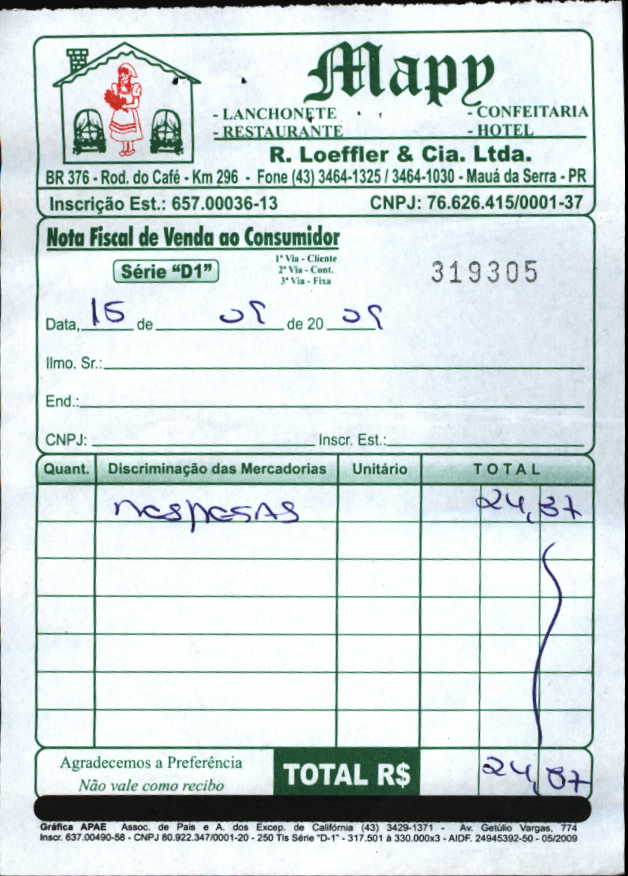 Mapy
- LANCHONETE - CONFEITARIA
- RESTAURANTE - HOTEL
R. Loeffler & Cia. Ltda.
BR 376 - Rod. do Café - Km 296 - Fone (43) 3464-1325 / 3464-1030 - Mauá da Serra - PR
Inscrição Est.: 657.00036-13 CNPJ: 76.626.415/0001-37
Nota Fiscal de Venda ao Consumidor
Série "D1"
1ª Via - Cliente
2ª Via - Cont.
3ª Via - Fixa
319305
Data, 15 de 09 de 20 09
Ilmo. Sr.:
End.:
CNPJ: Inscr. Est.:
Quant. Discriminação das Mercadorias Unitário TOTAL
Despesas 24,87
Agradecemos a Preferência
Não vale como recibo
TOTAL R$ 24,87
Gráfica APAE Assoc. de Pais e A. dos Excep. de Califórnia (43) 3429-1371 - Av. Getúlio Vargas, 774
Inscr. 637.00490-58 - CNPJ 80.922.347/0001-20 - 250 Tls Série "D-1" - 317.501 à 330.000x3 - AIDF. 24945392-50 - 05/2009